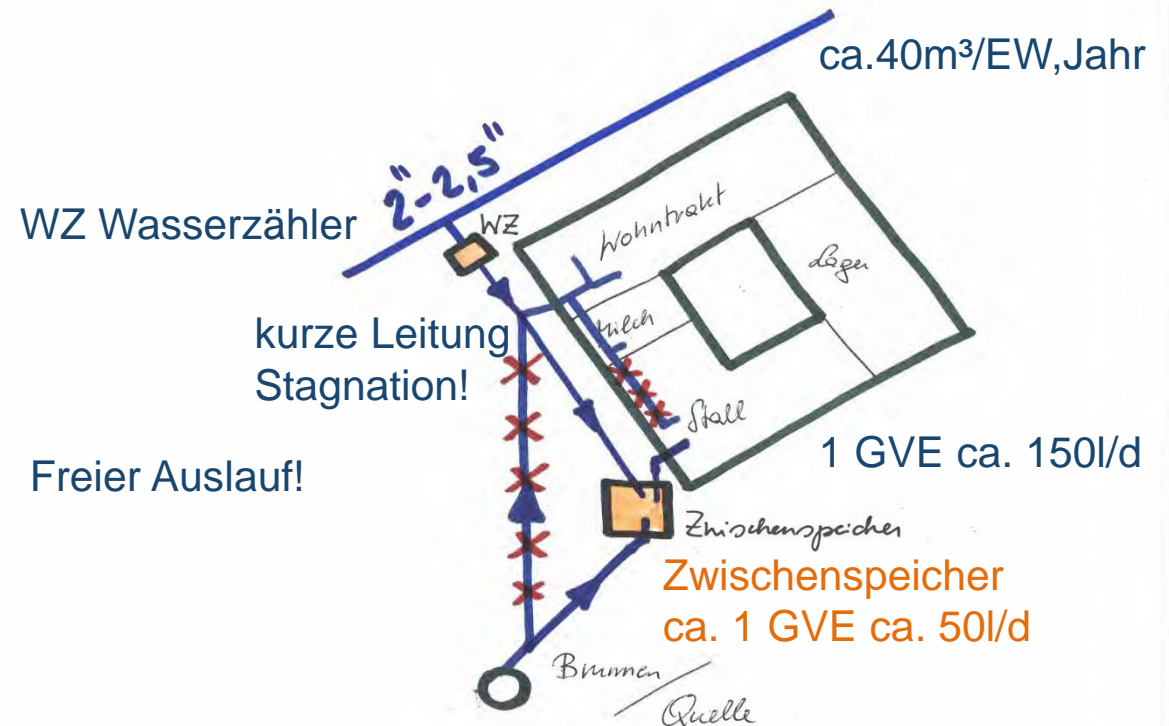 ca.40m³/EW,Jahr
2"-2,5"
WZ Wasserzähler
WZ
Wohntrakt
Lager
Milch
kurze Leitung
Stagnation!
Stall
1 GVE ca. 150l/d
Freier Auslauf!
Zwischenspeicher
Zwischenspeicher
ca. 1 GVE ca. 50l/d
Brunnen
Quelle